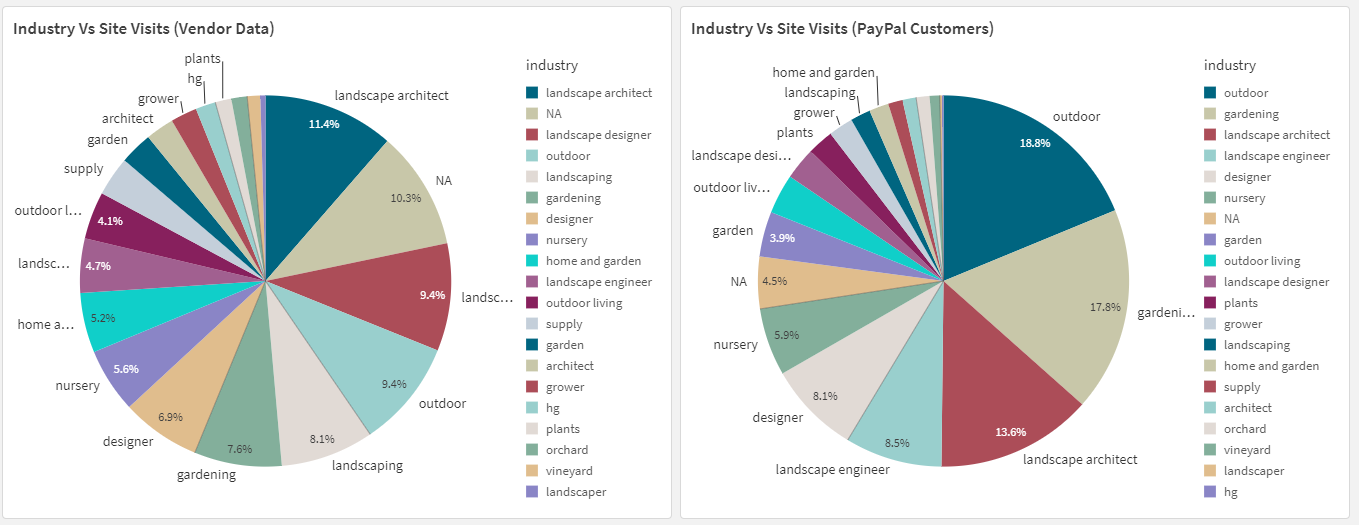 Industry Vs Site Visits (Vendor Data)
plants
hg
grower
architect
garden
supply
outdoor l...
landsc...
home a...
nursery
designer
gardening
landscaping
outdoor
landsc...
NA
landscape architect
11.4%
10.3%
9.4%
9.4%
8.1%
7.6%
6.9%
5.6%
5.2%
4.7%
4.1%
industry
landscape architect
NA
landscape designer
outdoor
landscaping
gardening
designer
nursery
home and garden
landscape engineer
outdoor living
supply
garden
architect
grower
hg
plants
orchard
vineyard
landscaper
Industry Vs Site Visits (PayPal Customers)
home and garden
landscaping
grower
plants
landscape desi...
outdoor liv...
garden
NA
nursery
designer
landscape engineer
landscape architect
gardeni...
outdoor
18.8%
17.8%
13.6%
8.5%
8.1%
5.9%
4.5%
3.9%
industry
outdoor
gardening
landscape architect
landscape engineer
designer
nursery
NA
garden
outdoor living
landscape designer
plants
grower
landscaping
home and garden
supply
architect
orchard
vineyard
landscaper
hg